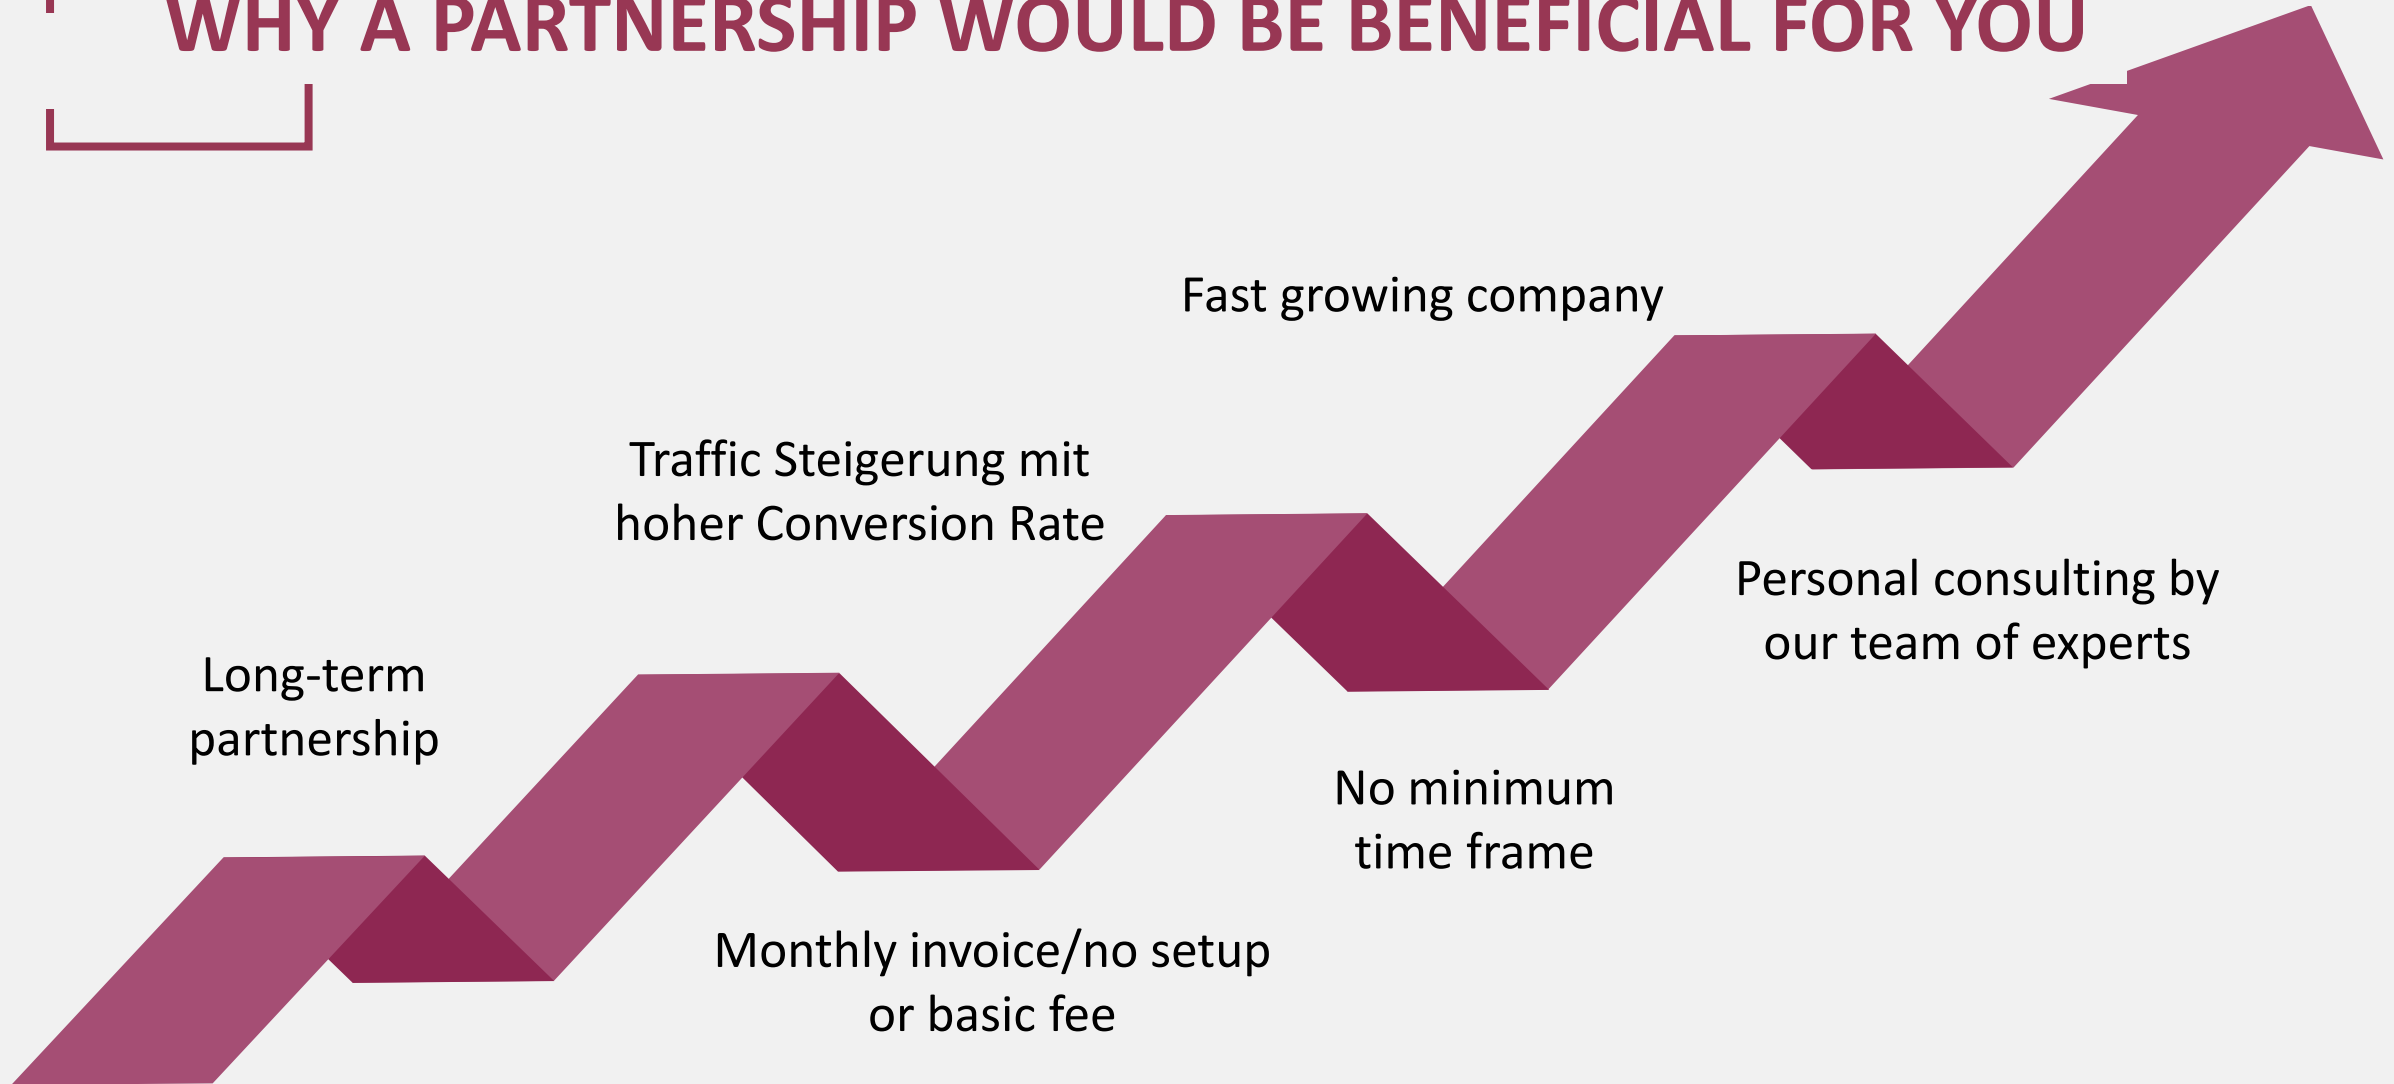 WHY A PARTNERSHIP WOULD BE BENEFICIAL FOR YOU
Fast growing company
Traffic Steigerung mit
hoher Conversion Rate
Personal consulting by
our team of experts
Long-term
partnership
No minimum
time frame
Monthly invoice/no setup
or basic fee